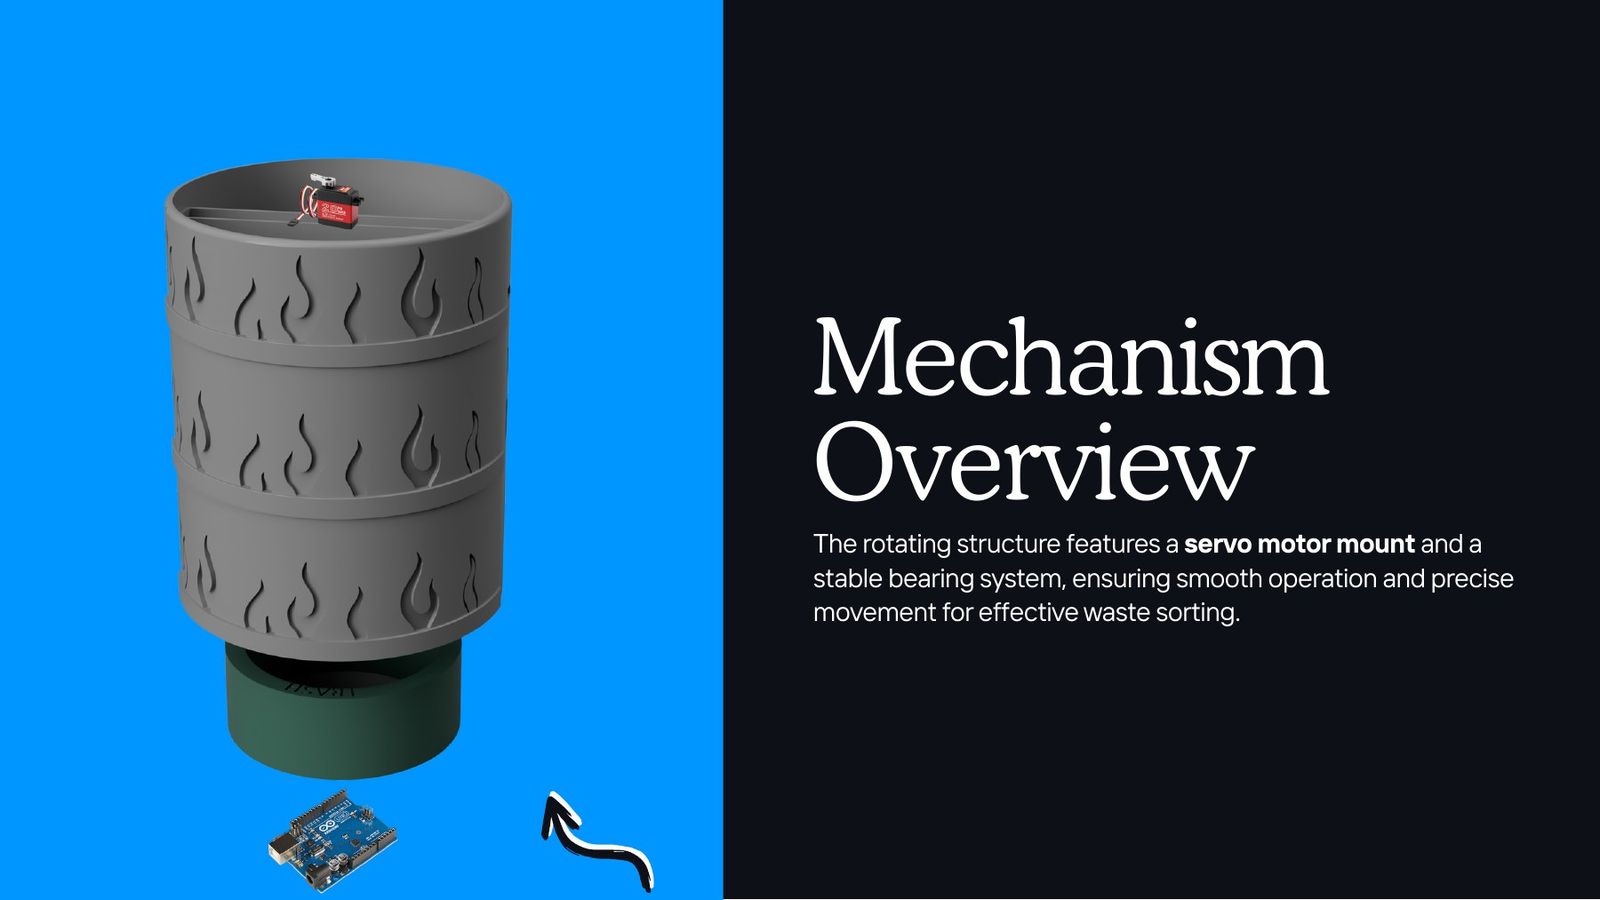 Mechanism
Overview
The rotating structure features a servo motor mount and a
stable bearing system, ensuring smooth operation and precise
movement for effective waste sorting.